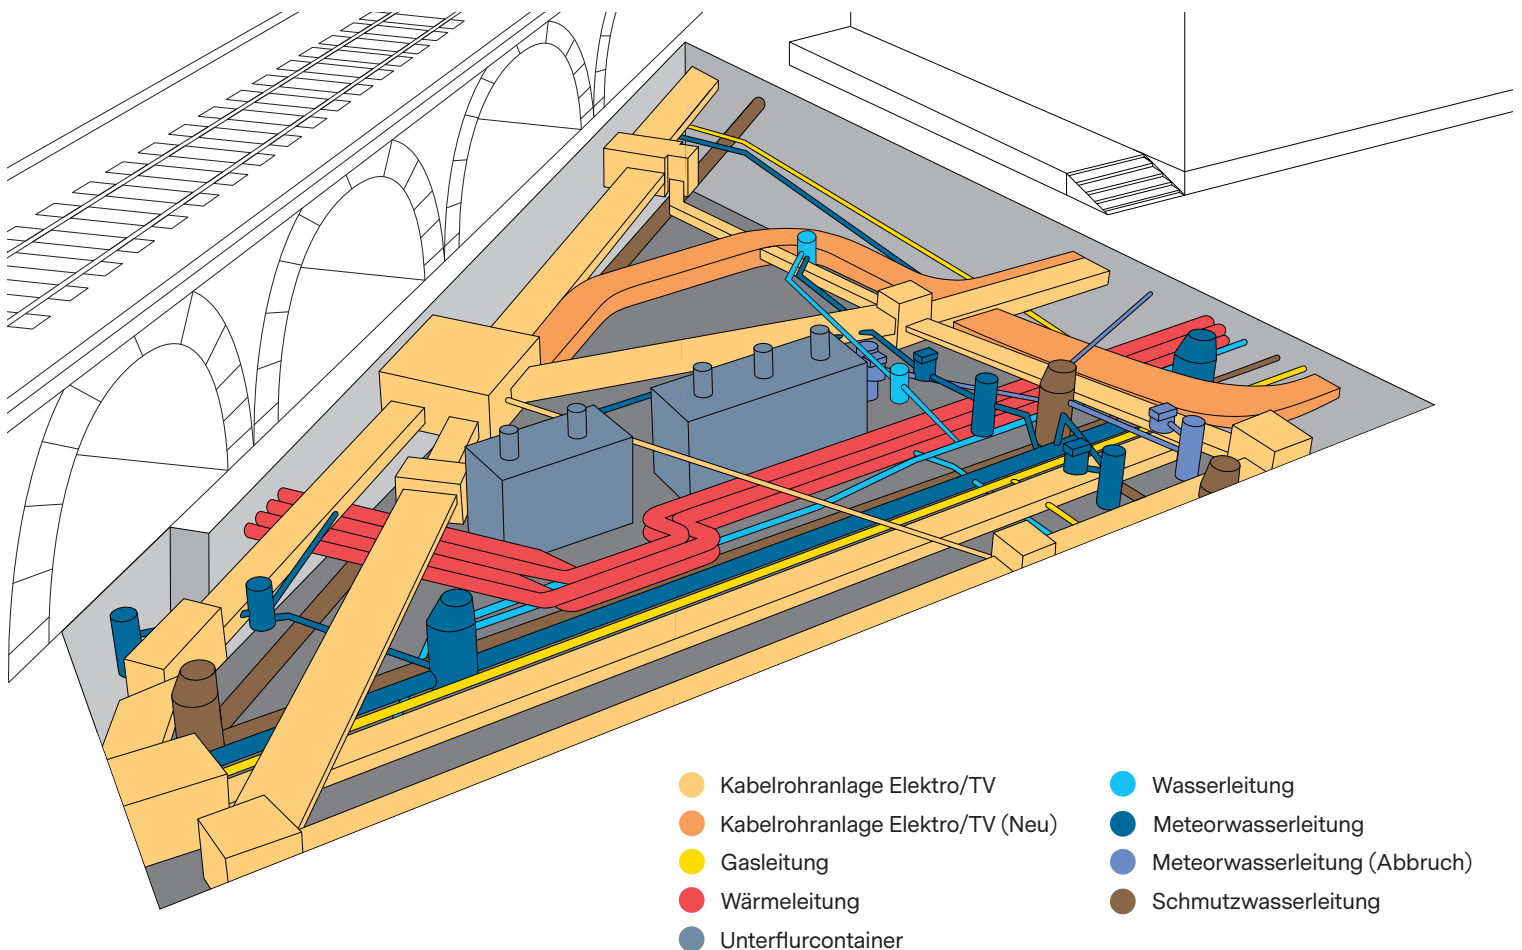 Kabelrohranlage Elektro/TV
Kabelrohranlage Elektro/TV (Neu)
Gasleitung
Wärmeleitung
Unterflurcontainer
Wasserleitung
Meteorwasserleitung
Meteorwasserleitung (Abbruch)
Schmutzwasserleitung